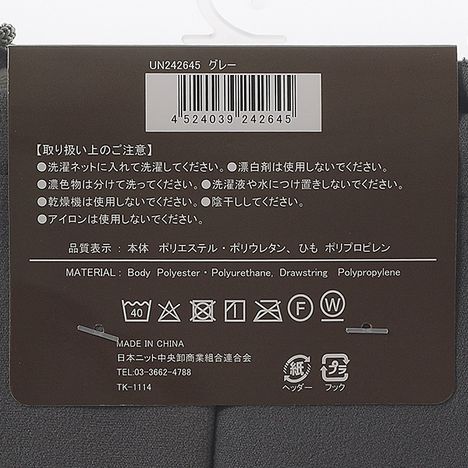 UN242645 グレー
4 524039 242645
【取り扱い上のご注意】
●洗濯ネットに入れて洗濯してください。●漂白剤は使用しないでください。
●濃色物は分けて洗ってください。●洗濯液や水につけ置きしないでください。
●乾燥機は使用しないでください。●陰干ししてください。
●アイロンは使用しないでください。
品質表示：本体 ポリエステル・ポリウレタン、ひも ポリプロピレン
MATERIAL：Body Polyester・Polyurethane, Drawstring Polypropylene
40 F W
MADE IN CHINA
日本ニット中央卸商業組合連合会
TEL:03-3662-4788
TK-1114
紙 プラ
ヘッダー フック